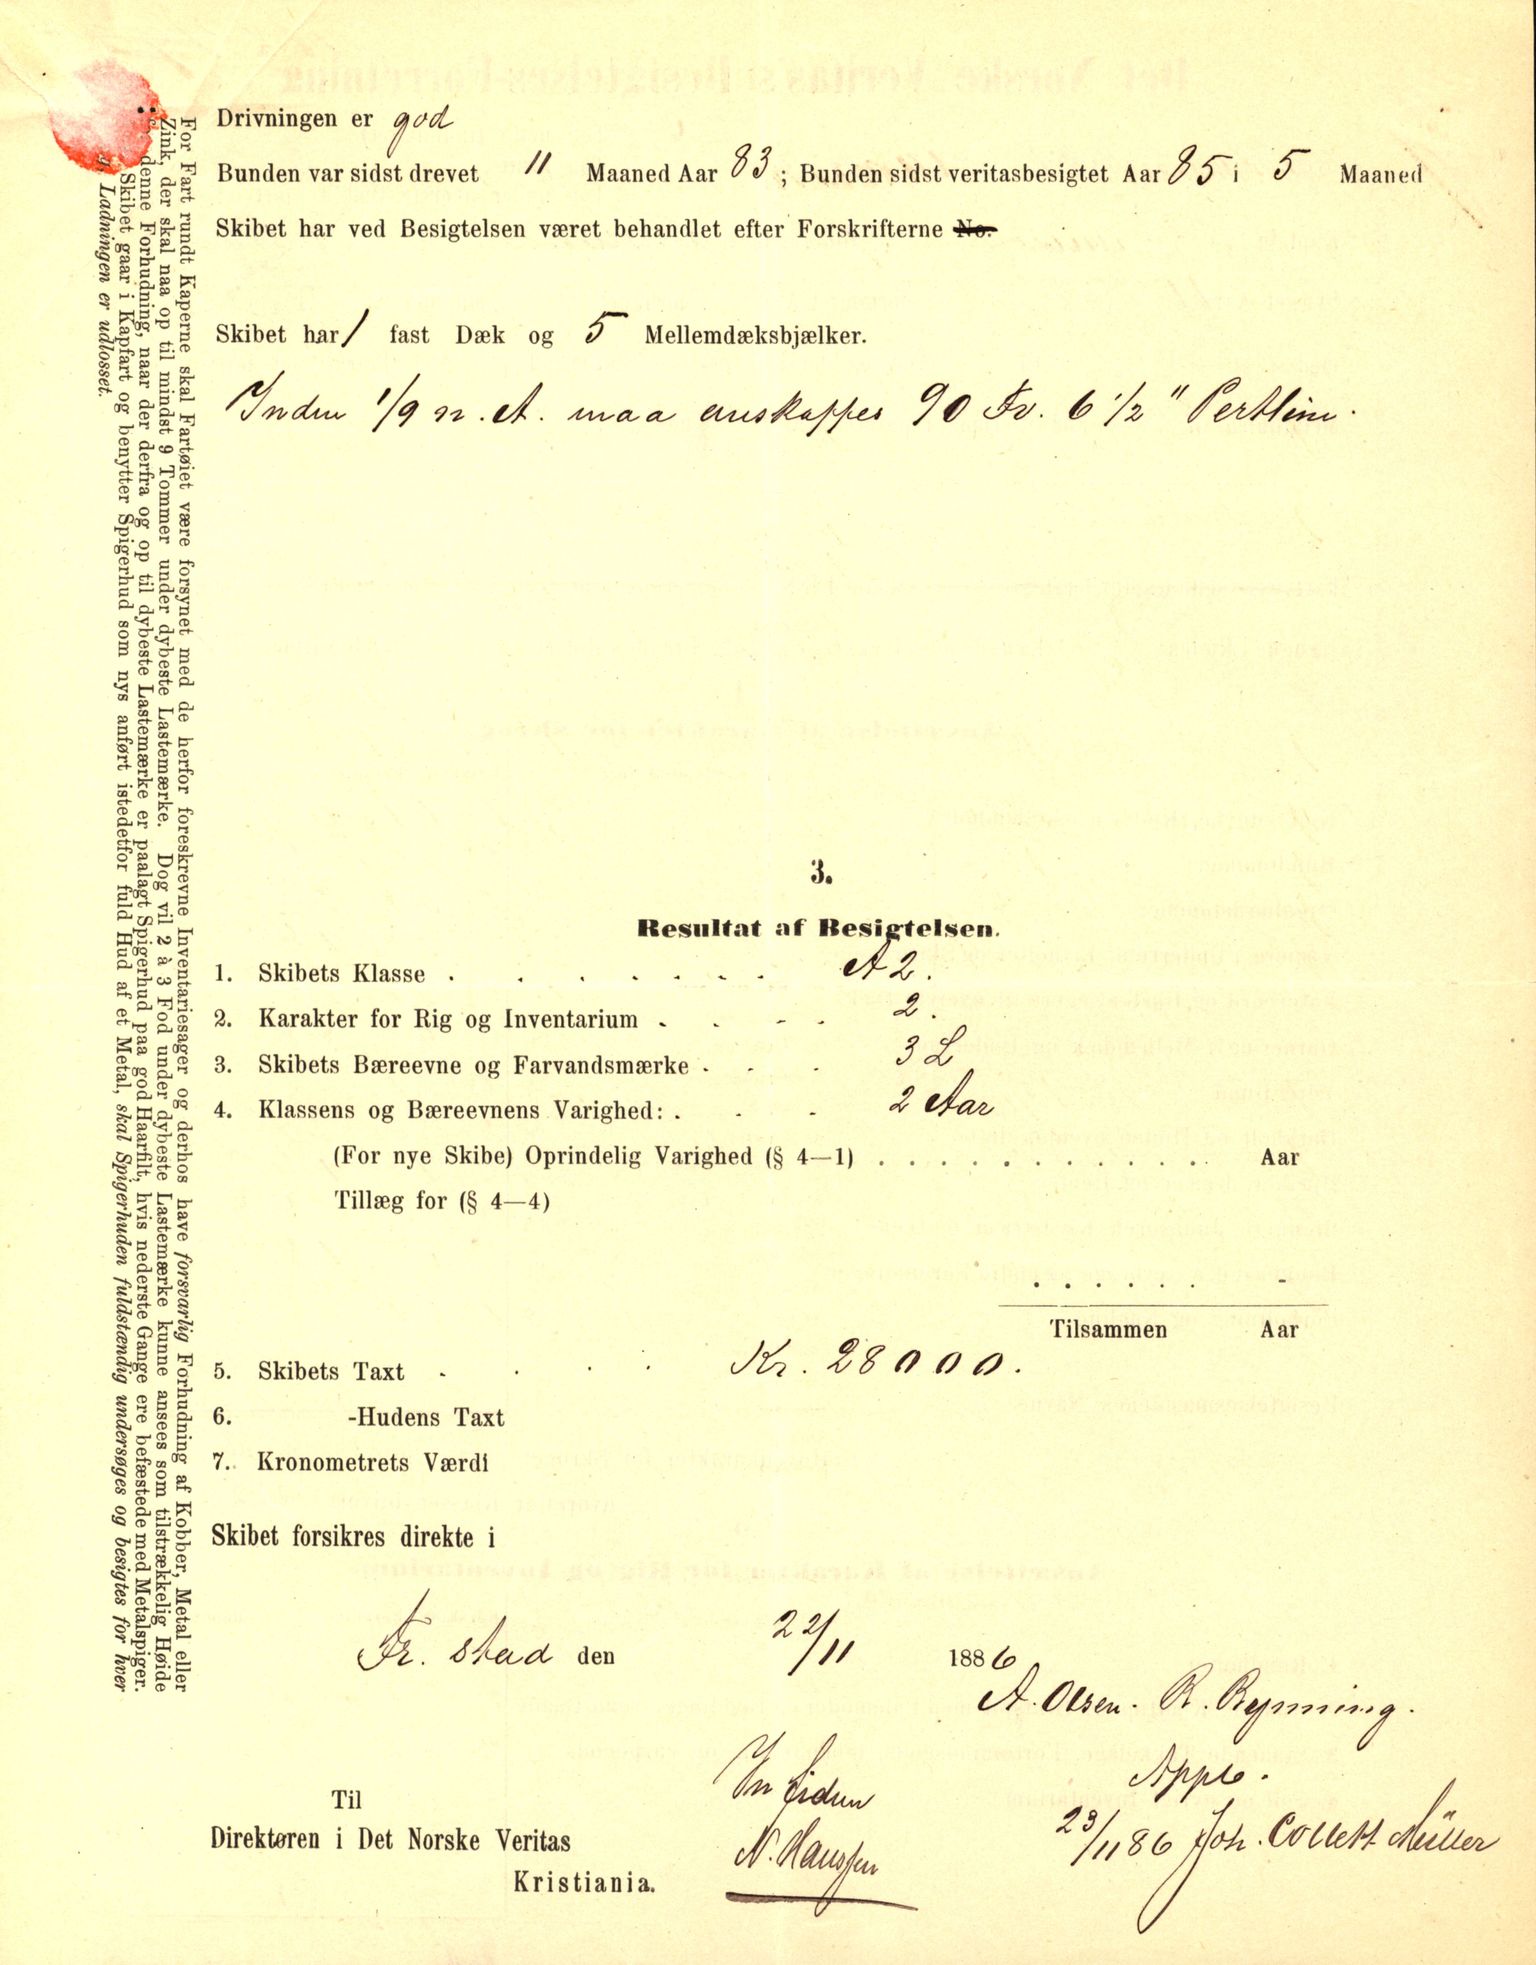 Drivningen er god
Bunden var sidst drevet 11 Maaned Aar 83; Bunden sidst veritasbesigtet Aar 85 i 5 Maaned
Skibet har ved Besigtelsen været behandlet efter Forskrifterne No.
Skibet har 1 fast Dæk og 5 Mellemdæksbjælker.
Inden 1/9 n. A. maa anskaffes 90 Fv. 6 1/2 " Pertline.
3.
Resultat af Besigtelsen.
1. Skibets Klasse . . . . . . . A 2.
2. Karakter for Rig og Inventarium . . - . 2.
3. Skibets Bæreevne og Farvandsmærke . . . 3 L
4. Klassens og Bæreevnens Varighed: . . . 2 Aar
(For nye Skibe) Oprindelig Varighed (§ 4—1) . . . . . . . . . . . . Aar
Tillæg for (§ 4—4)
. . . . . . -
Tilsammen Aar
5. Skibets Taxt . . . . Kr. 28000.
6. -Hudens Taxt
7. Kronometrets Værdi
Skibet forsikres direkte i
Fr. stad den 22/11 1886
A. Olsen. R. Rynning.
In fidem
N. Hanssen
Appb.
23/11 86 Joh. Collett Müller
Til
Direktøren i Det Norske Veritas
Kristiania.
For Fart rundt Kaperne skal Fartøiet være forsynet med de herfor foreskrevne Inventariesager og derhos have forsvarlig Forhudning af Kobber, Metal eller
Zink, der skal naa op til mindst 9 Tommer under dybeste Lastemærke. Dog vil 2 à 3 Fod under dybeste Lastemærke kunne ansees som tilstrækkelig Høide
denne Forhudning, naar der derfra og op til dybeste Lastemærke er paalagt Spigerhud paa god Haarfilt, hvis nederste Gange ere befæstede med Metalspiger.
Skibet gaar i Kapfart og benytter Spigerhud som nys anført istedetfor fuld Hud af et Metal, skal Spigerhuden fuldstændig undersøges og besigtes for hver
Ladningen er udlosset.